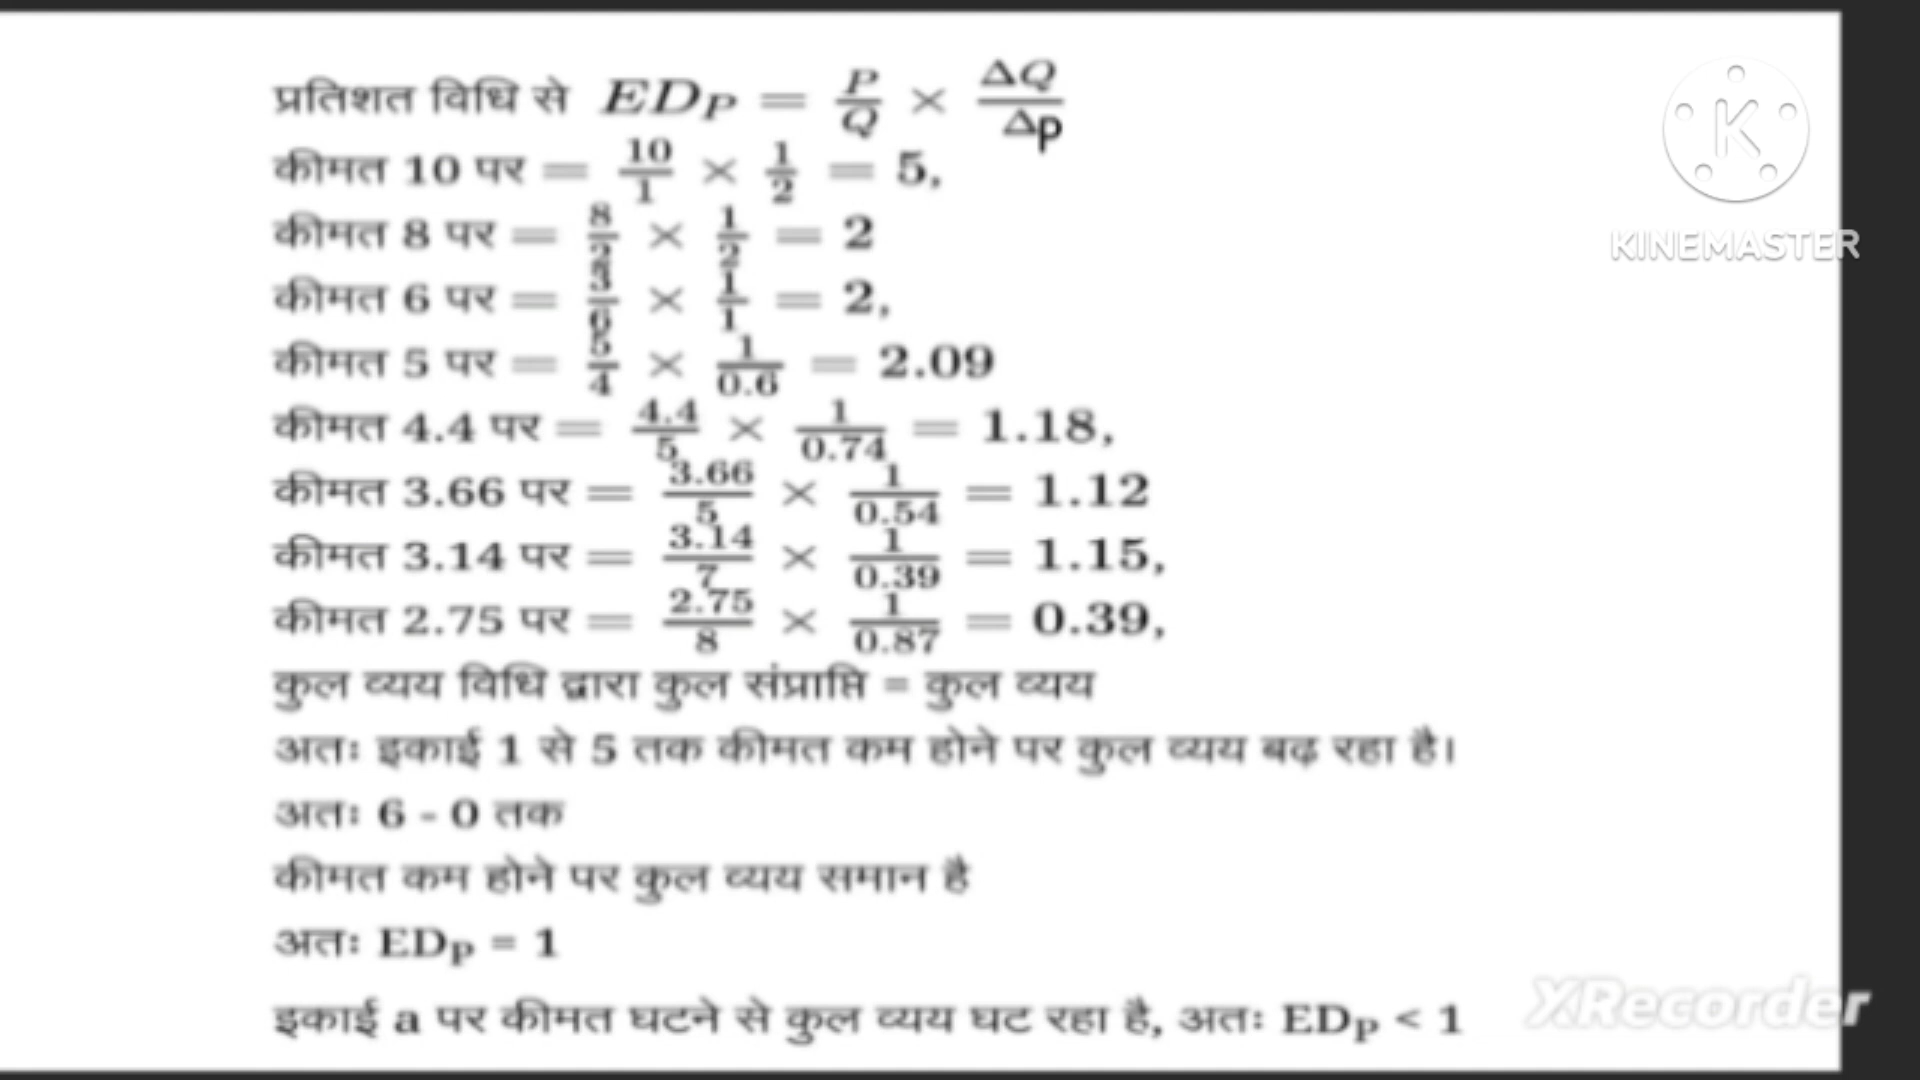 प्रतिशत विधि से ED_P = P/Q × ΔQ/Δp
कीमत 10 पर = 10/1 × 1/2 = 5,
कीमत 8 पर = 8/2 × 1/2 = 2
कीमत 6 पर = × 1/1 = 2,
कीमत 5 पर = 5/4 × 1/0.6 = 2.09
कीमत 4.4 पर = 4.4/5 × 1/0.74 = 1.18,
कीमत 3.66 पर = 3.66/5 × 1/0.54 = 1.12
कीमत 3.14 पर = 3.14/7 × 1/0.39 = 1.15,
कीमत 2.75 पर = 2.75/8 × 1/0.87 = 0.39,
कुल व्यय विधि द्वारा कुल संप्राप्ति = कुल व्यय
अतः इकाई 1 से 5 तक कीमत कम होने पर कुल व्यय बढ़ रहा है।
अतः 6 - 0 तक
कीमत कम होने पर कुल व्यय समान है
अतः ED_P = 1
इकाई a पर कीमत घटने से कुल व्यय घट रहा है, अतः ED_P < 1
K
KINEMASTER
XRecorder